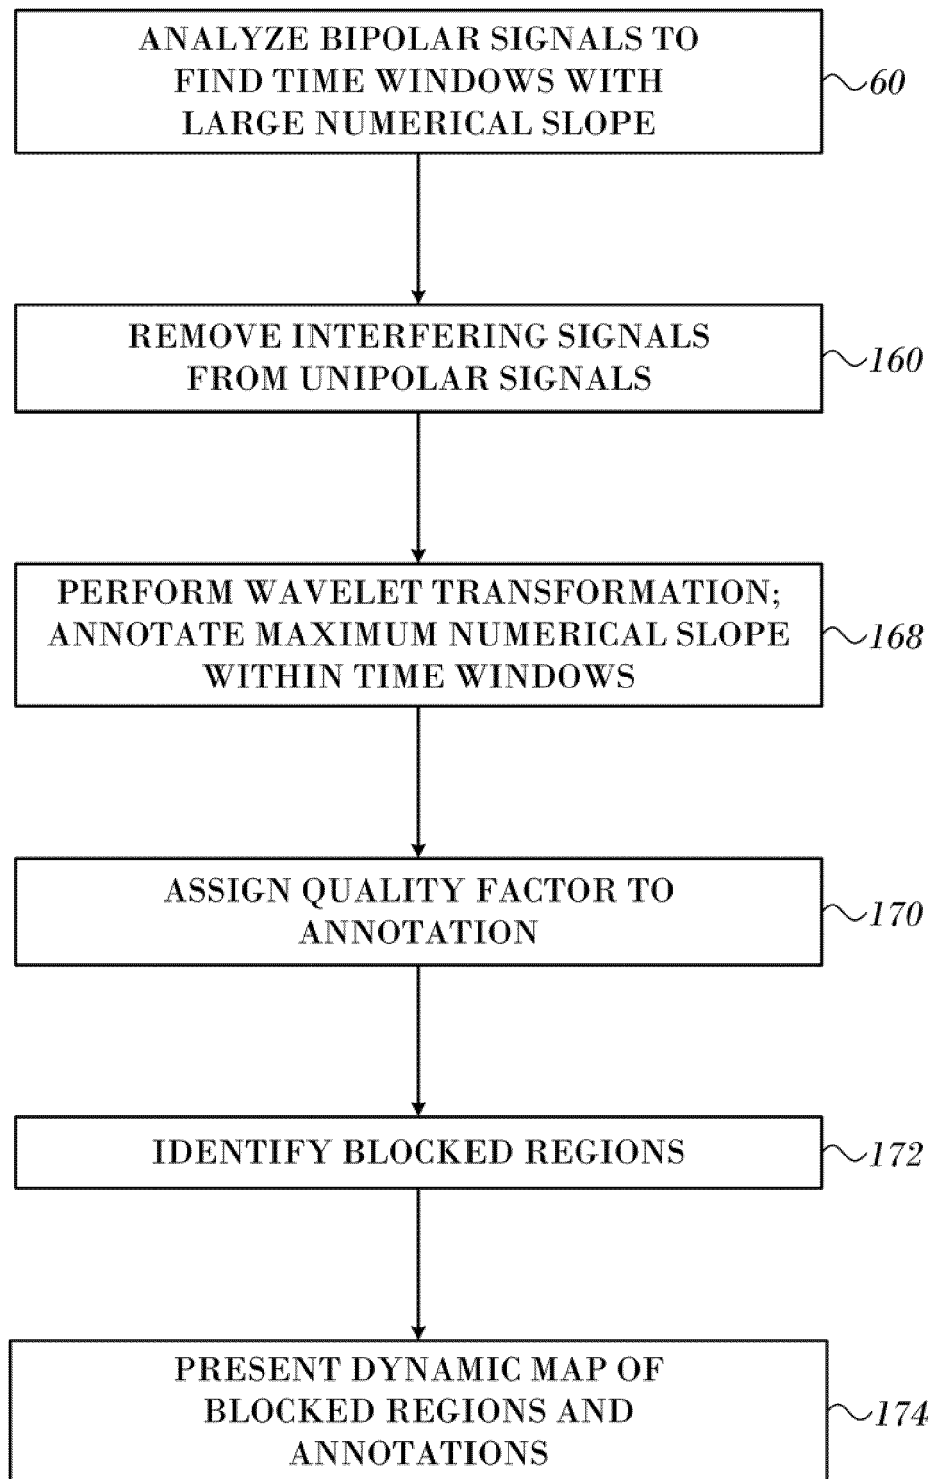 ANALYZE BIPOLAR SIGNALS TO
FIND TIME WINDOWS WITH
LARGE NUMERICAL SLOPE
60
REMOVE INTERFERING SIGNALS
FROM UNIPOLAR SIGNALS
160
PERFORM WAVELET TRANSFORMATION;
ANNOTATE MAXIMUM NUMERICAL SLOPE
WITHIN TIME WINDOWS
168
ASSIGN QUALITY FACTOR TO
ANNOTATION
170
IDENTIFY BLOCKED REGIONS
172
PRESENT DYNAMIC MAP OF
BLOCKED REGIONS AND
ANNOTATIONS
174